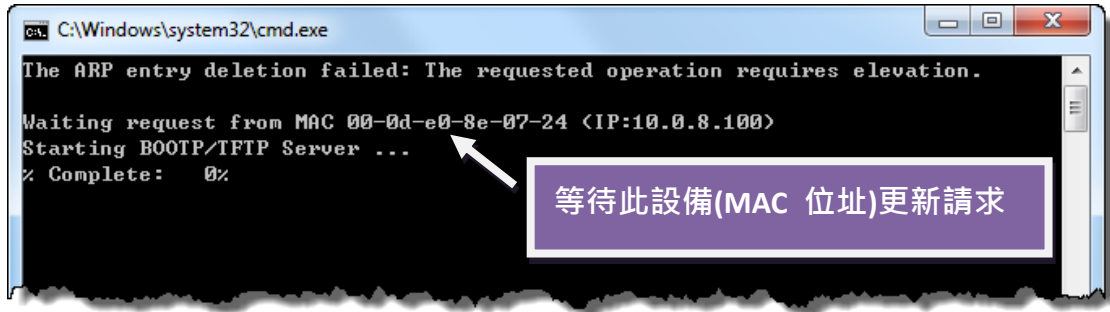 C:\Windows\system32\cmd.exe
The ARP entry deletion failed: The requested operation requires elevation.
Waiting request from MAC 00-0d-e0-8e-07-24 (IP:10.0.8.100)
Starting BOOTP/TFTP Server ...
% Complete:   0%
等待此設備(MAC 位址)更新請求